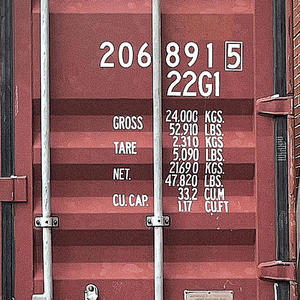 206 891 5
22G1
GROSS 24,000 KGS.
52,910 LBS.
TARE 2,310 KGS.
5,090 LBS.
NET. 21,690 KGS.
47,820 LBS.
CU.CAP. 33.2 CU.M
1.17 CU.FT